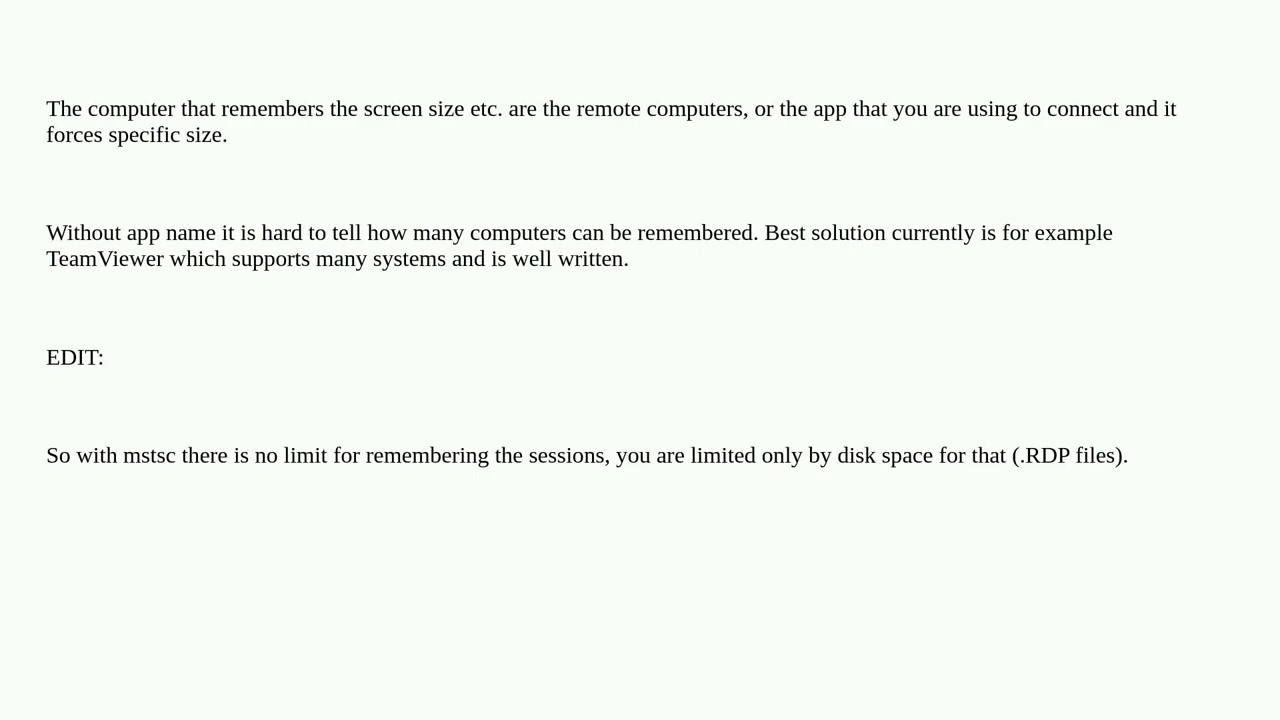 The computer that remembers the screen size etc. are the remote computers, or the app that you are using to connect and it
forces specific size.
Without app name it is hard to tell how many computers can be remembered. Best solution currently is for example
TeamViewer which supports many systems and is well written.
EDIT:
So with mstsc there is no limit for remembering the sessions, you are limited only by disk space for that (.RDP files).